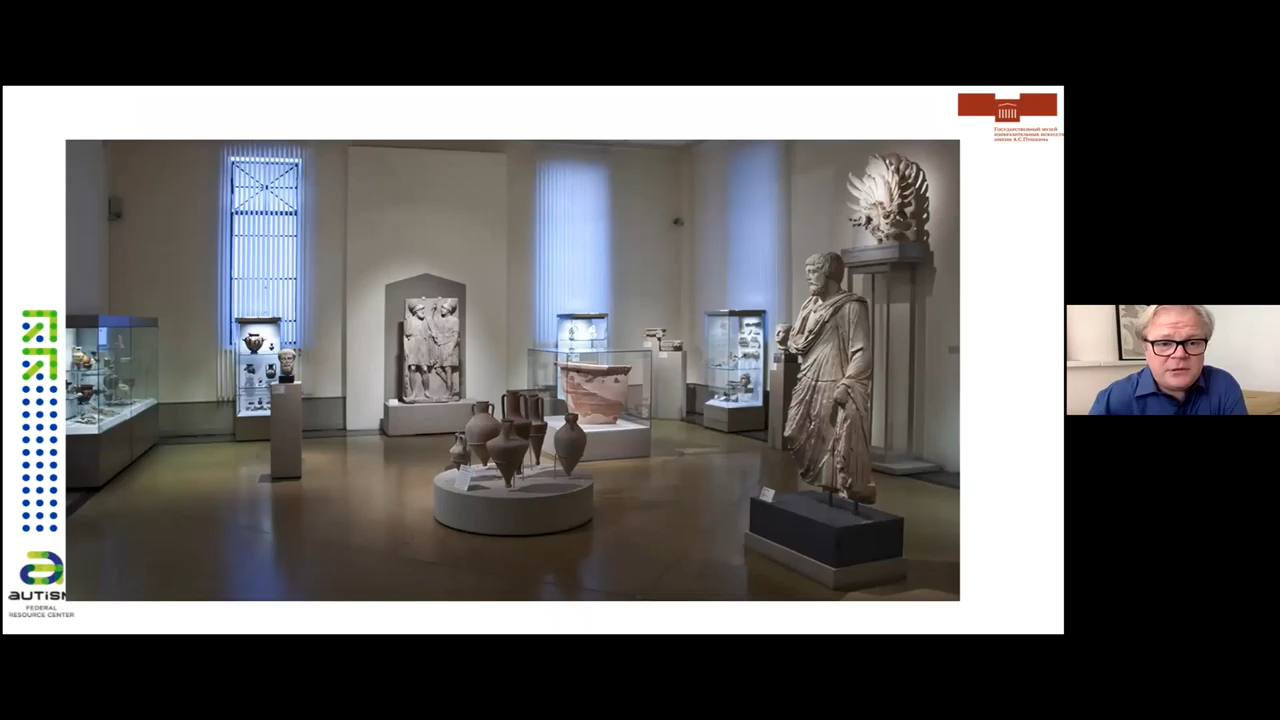 Государственный музей
изобразительных искусств
имени А.С.Пушкина
AUTISM
FEDERAL
RESOURCE CENTER